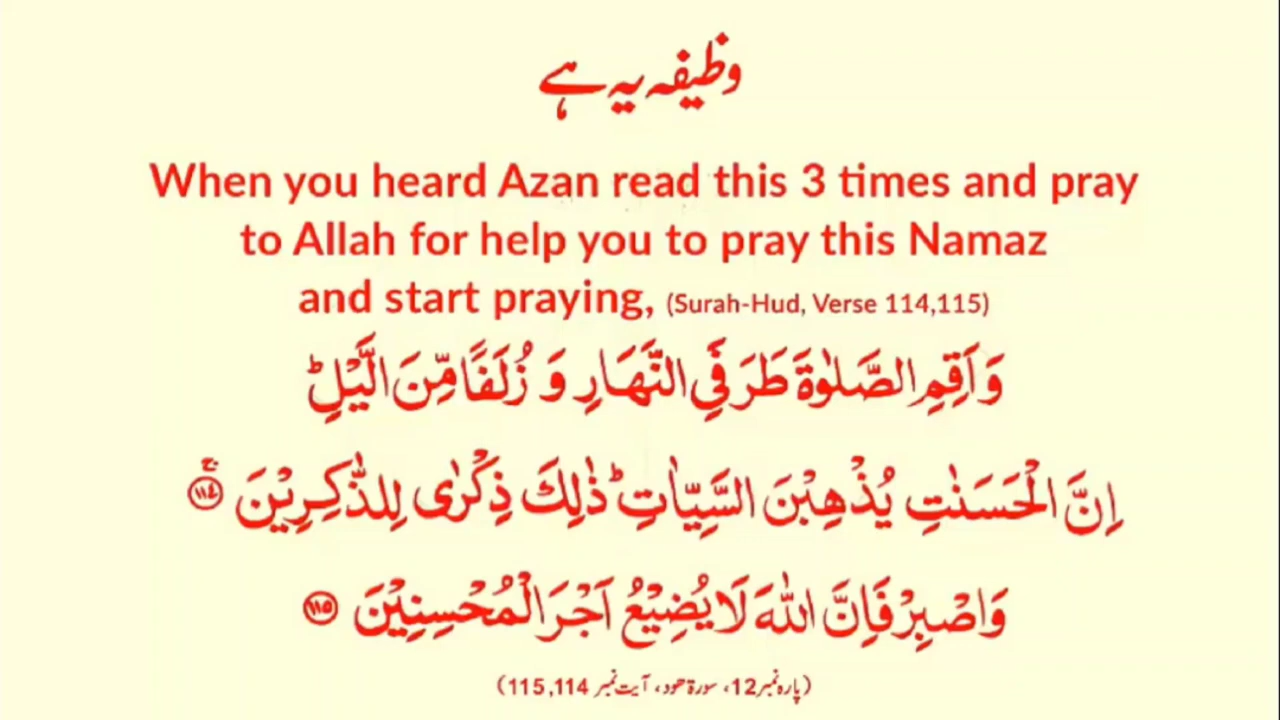 وظیفہ یہ ہے
When you heard Azan read this 3 times and pray
to Allah for help you to pray this Namaz
and start praying, (Surah-Hud, Verse 114,115)
وَ اَقِمِ الصَّلٰوةَ طَرَفَیِ النَّهَارِ وَ زُلَفًا مِّنَ الَّیْلِؕ
اِنَّ الْحَسَنٰتِ یُذْهِبْنَ السَّیِّاٰتِؕ ذٰلِكَ ذِكْرٰی لِلذّٰكِرِیْنَۚ ﴿۱۱۴﴾
وَ اصْبِرْ فَاِنَّ اللّٰهَ لَا یُضِیْعُ اَجْرَ الْمُحْسِنِیْنَ ﴿۱۱۵﴾
(پارہ نمبر 12، سورۃ ھود، آیت نمبر 115,114)